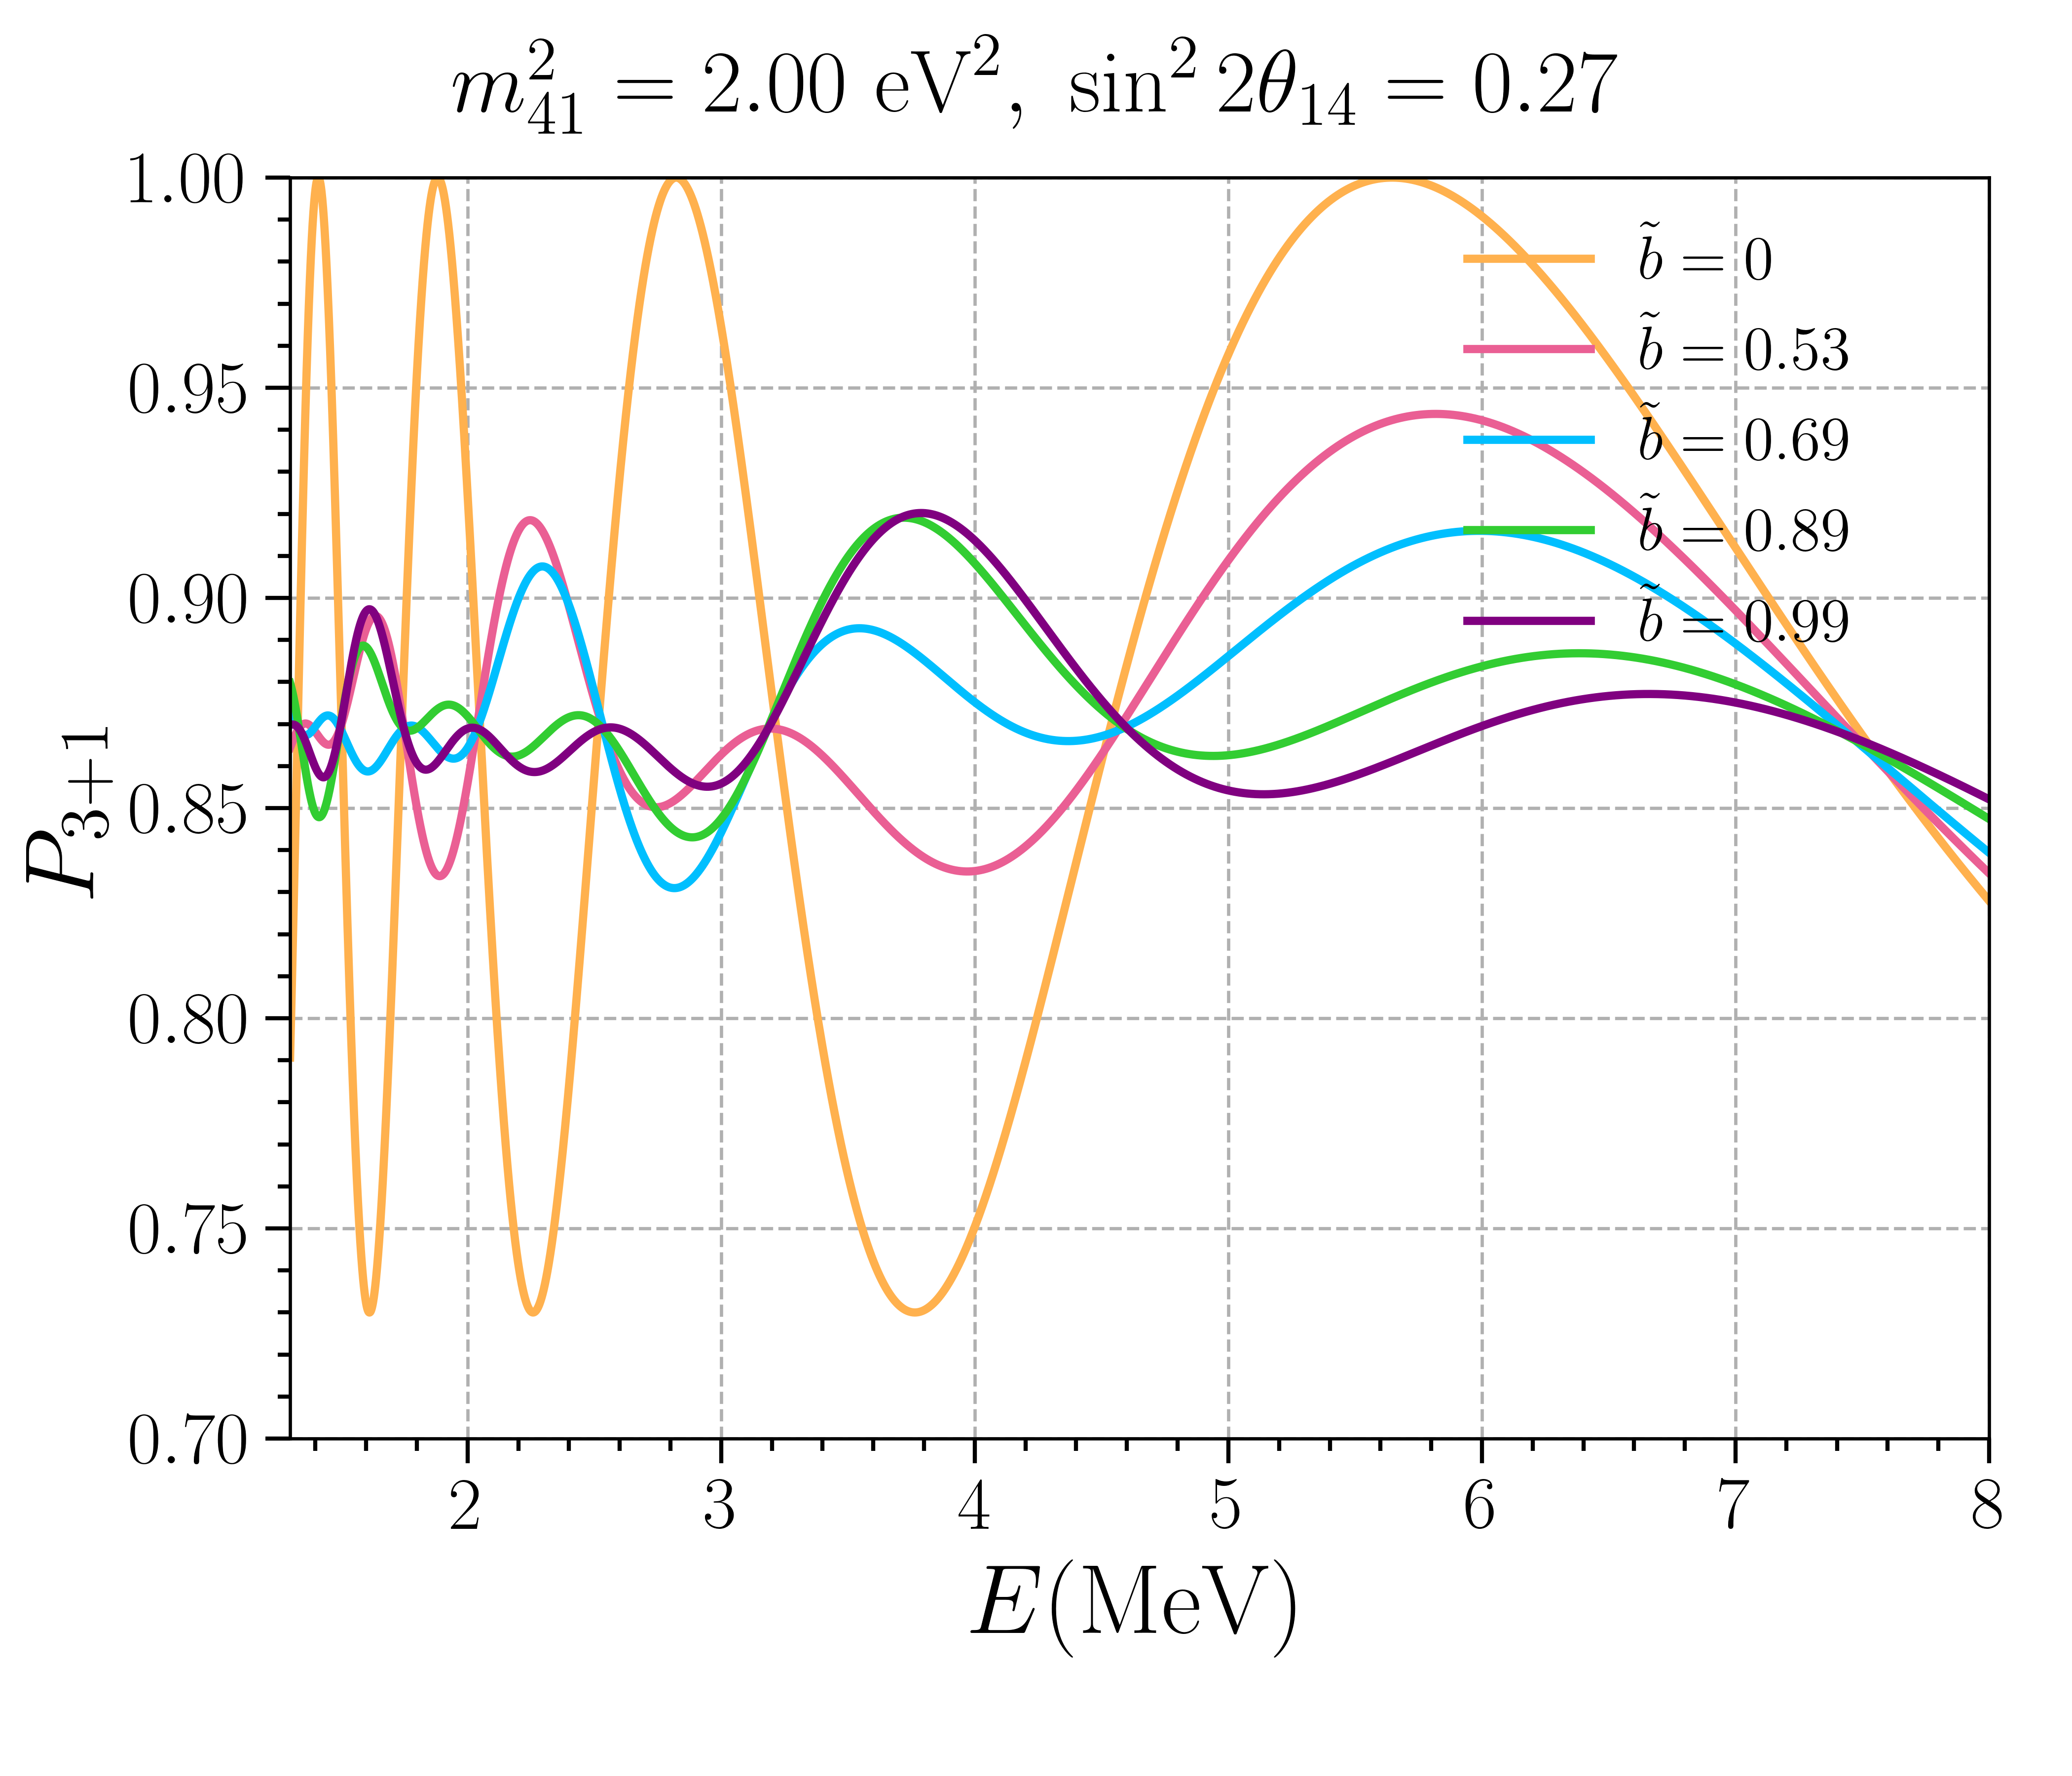 m²₄₁ = 2.00 eV², sin² 2θ₁₄ = 0.27
1.00
0.95
0.90
0.85
0.80
0.75
0.70
P₃₊₁
b̃ = 0
b̃ = 0.53
b̃ = 0.69
b̃ = 0.89
b̃ = 0.99
2 3 4 5 6 7 8
E(MeV)